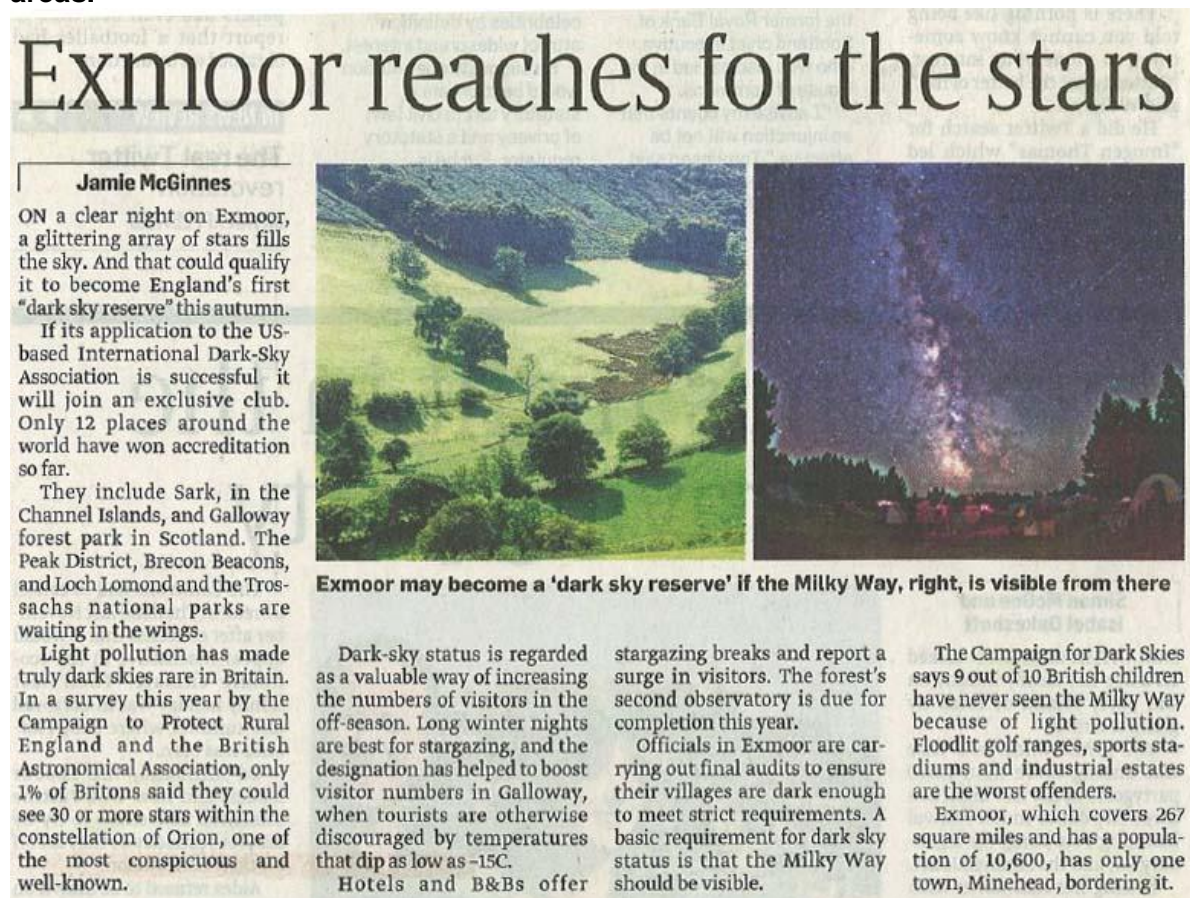 areas.
Exmoor reaches for the stars
Jamie McGinnes
ON a clear night on Exmoor,
a glittering array of stars fills
the sky. And that could qualify
it to become England's first
"dark sky reserve" this autumn.
If its application to the US-
based International Dark-Sky
Association is successful it
will join an exclusive club.
Only 12 places around the
world have won accreditation
so far.
They include Sark, in the
Channel Islands, and Galloway
forest park in Scotland. The
Peak District, Brecon Beacons,
and Loch Lomond and the Tros-
sachs national parks are
waiting in the wings.
Light pollution has made
truly dark skies rare in Britain.
In a survey this year by the
Campaign to Protect Rural
England and the British
Astronomical Association, only
1% of Britons said they could
see 30 or more stars within the
constellation of Orion, one of
the most conspicuous and
well-known.
Exmoor may become a 'dark sky reserve' if the Milky Way, right, is visible from there
Dark-sky status is regarded
as a valuable way of increasing
the numbers of visitors in the
off-season. Long winter nights
are best for stargazing, and the
designation has helped to boost
visitor numbers in Galloway,
when tourists are otherwise
discouraged by temperatures
that dip as low as -15C.
Hotels and B&Bs offer
stargazing breaks and report a
surge in visitors. The forest's
second observatory is due for
completion this year.
Officials in Exmoor are car-
rying out final audits to ensure
their villages are dark enough
to meet strict requirements. A
basic requirement for dark sky
status is that the Milky Way
should be visible.
The Campaign for Dark Skies
says 9 out of 10 British children
have never seen the Milky Way
because of light pollution.
Floodlit golf ranges, sports sta-
diums and industrial estates
are the worst offenders.
Exmoor, which covers 267
square miles and has a popula-
tion of 10,600, has only one
town, Minehead, bordering it.